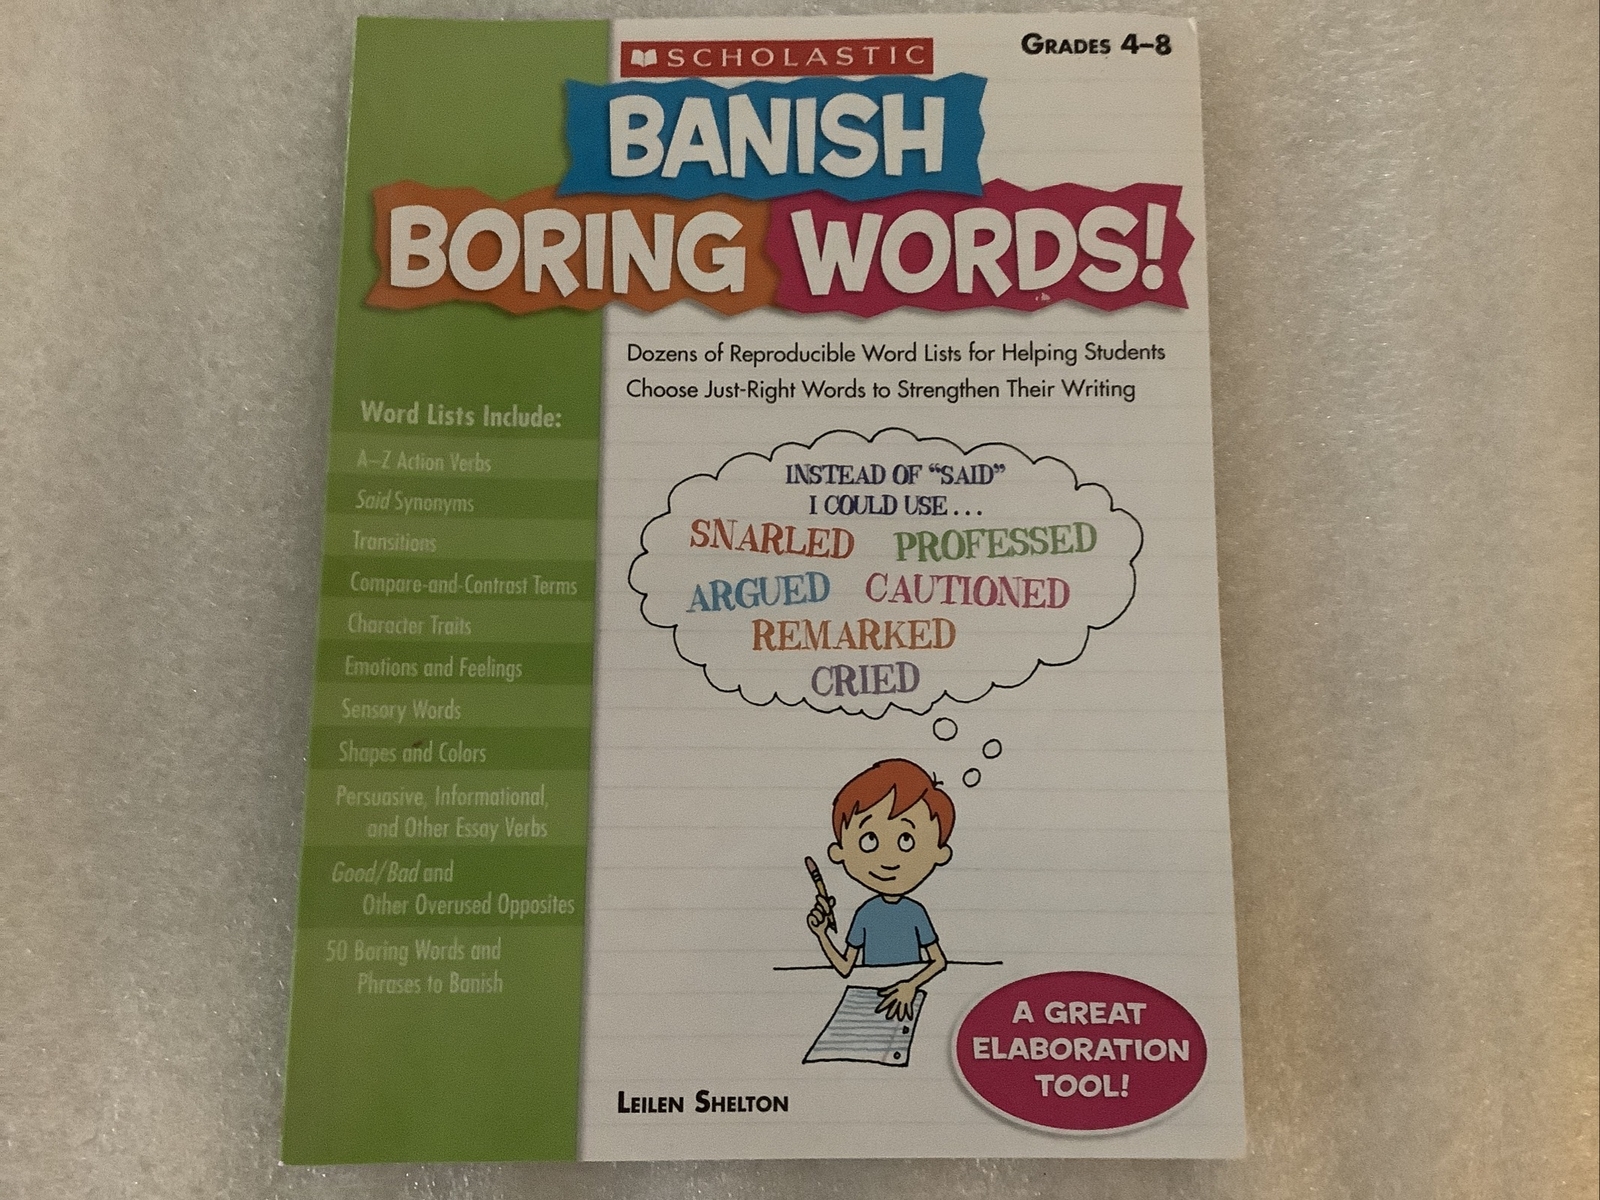 SCHOLASTIC
GRADES 4–8
BANISH
BORING WORDS!
Dozens of Reproducible Word Lists for Helping Students
Choose Just-Right Words to Strengthen Their Writing
Word Lists Include:
A–Z Action Verbs
Said Synonyms
Transitions
Compare-and-Contrast Terms
Character Traits
Emotions and Feelings
Sensory Words
Shapes and Colors
Persuasive, Informational,
and Other Essay Verbs
Good/Bad and
Other Overused Opposites
50 Boring Words and
Phrases to Banish
INSTEAD OF “SAID”
I COULD USE...
SNARLED PROFESSED
ARGUED CAUTIONED
REMARKED
CRIED
A GREAT
ELABORATION
TOOL!
LEILEN SHELTON